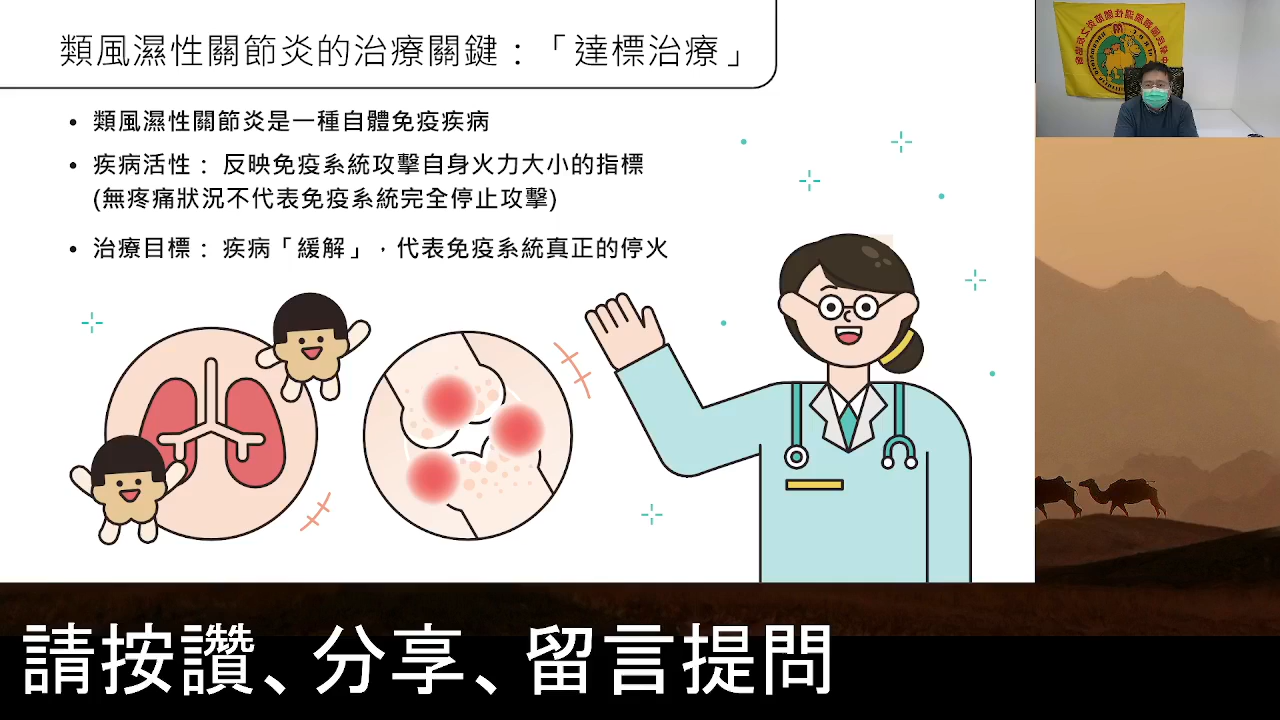 類風濕性關節炎的治療關鍵：「達標治療」
• 類風濕性關節炎是一種自體免疫疾病
• 疾病活性： 反映免疫系統攻擊自身火力大小的指標
(無疼痛狀況不代表免疫系統完全停止攻擊)
• 治療目標： 疾病「緩解」，代表免疫系統真正的停火
請按讚、分享、留言提問